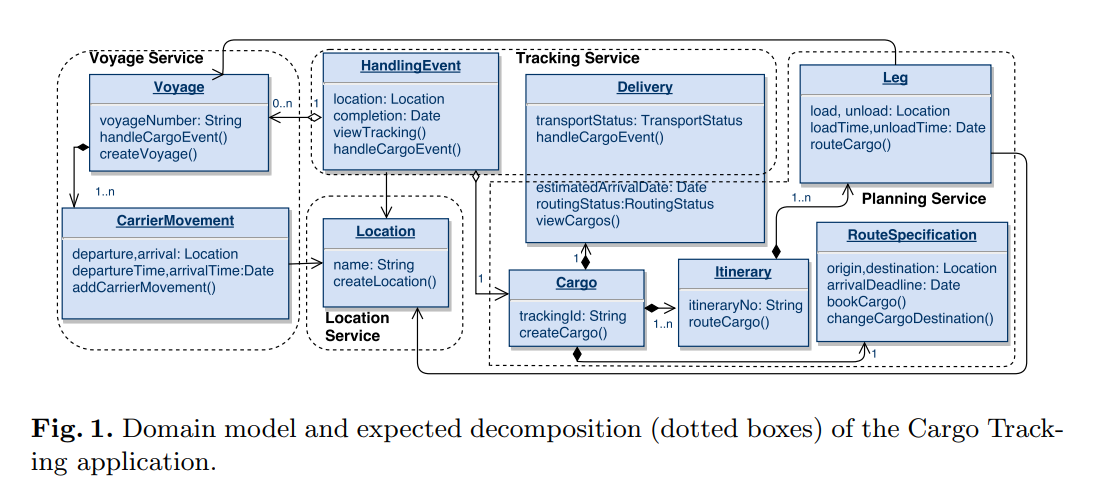 Voyage Service
Voyage
voyageNumber: String
handleCargoEvent()
createVoyage()
0..n
1
1..n
CarrierMovement
departure,arrival: Location
departureTime,arrivalTime:Date
addCarrierMovement()
HandlingEvent
location: Location
completion: Date
viewTracking()
handleCargoEvent()
Tracking Service
Delivery
transportStatus: TransportStatus
handleCargoEvent()
estimatedArrivalDate: Date
routingStatus:RoutingStatus
viewCargos()
Leg
load, unload: Location
loadTime,unloadTime: Date
routeCargo()
1..n
Planning Service
Location
name: String
createLocation()
Location
Service
1
1
Cargo
trackingId: String
createCargo()
1..n
Itinerary
itineraryNo: String
routeCargo()
RouteSpecification
origin,destination: Location
arrivalDeadline: Date
bookCargo()
changeCargoDestination()
1
Fig. 1. Domain model and expected decomposition (dotted boxes) of the Cargo Track-
ing application.